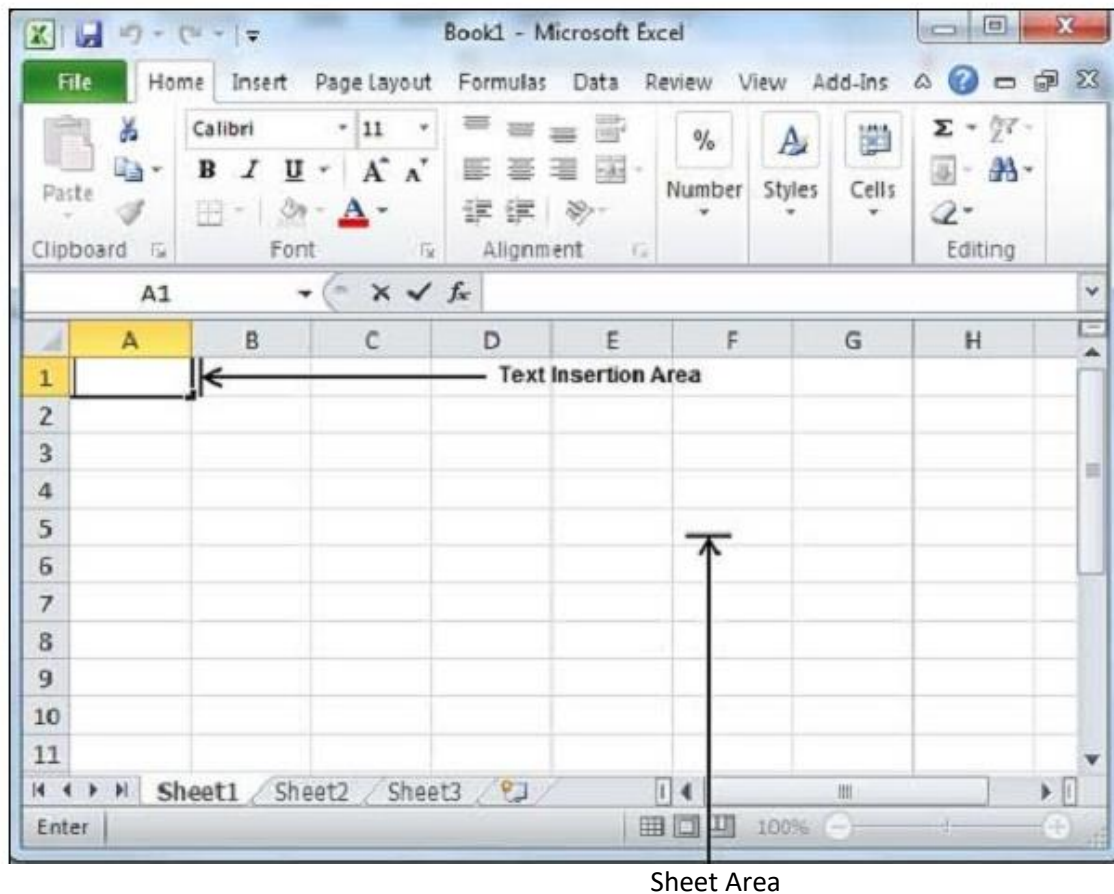 Book1 - Microsoft Excel
File Home Insert Page Layout Formulas Data Review View Add-Ins
Calibri 11 Σ
B I U A A % A
Paste Number Styles Cells
A
Clipboard Font Alignment Editing
A1 fx
A B C D E F G H
1 Text Insertion Area
2
3
4
5
6
7
8
9
10
11
Sheet1 Sheet2 Sheet3
Enter 100%
Sheet Area